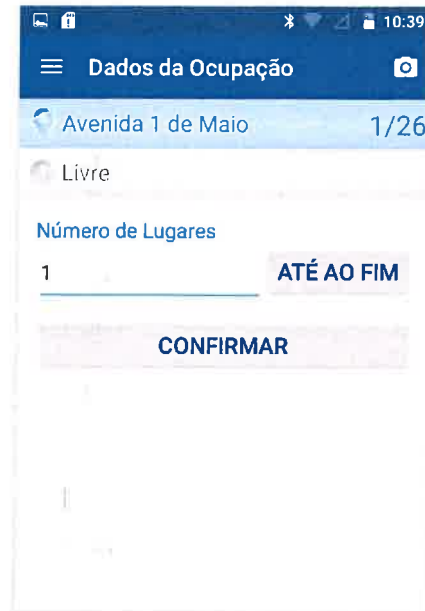 10:39
Dados da Ocupação
Avenida 1 de Maio 1/26
Livre
Número de Lugares
1 ATÉ AO FIM
CONFIRMAR